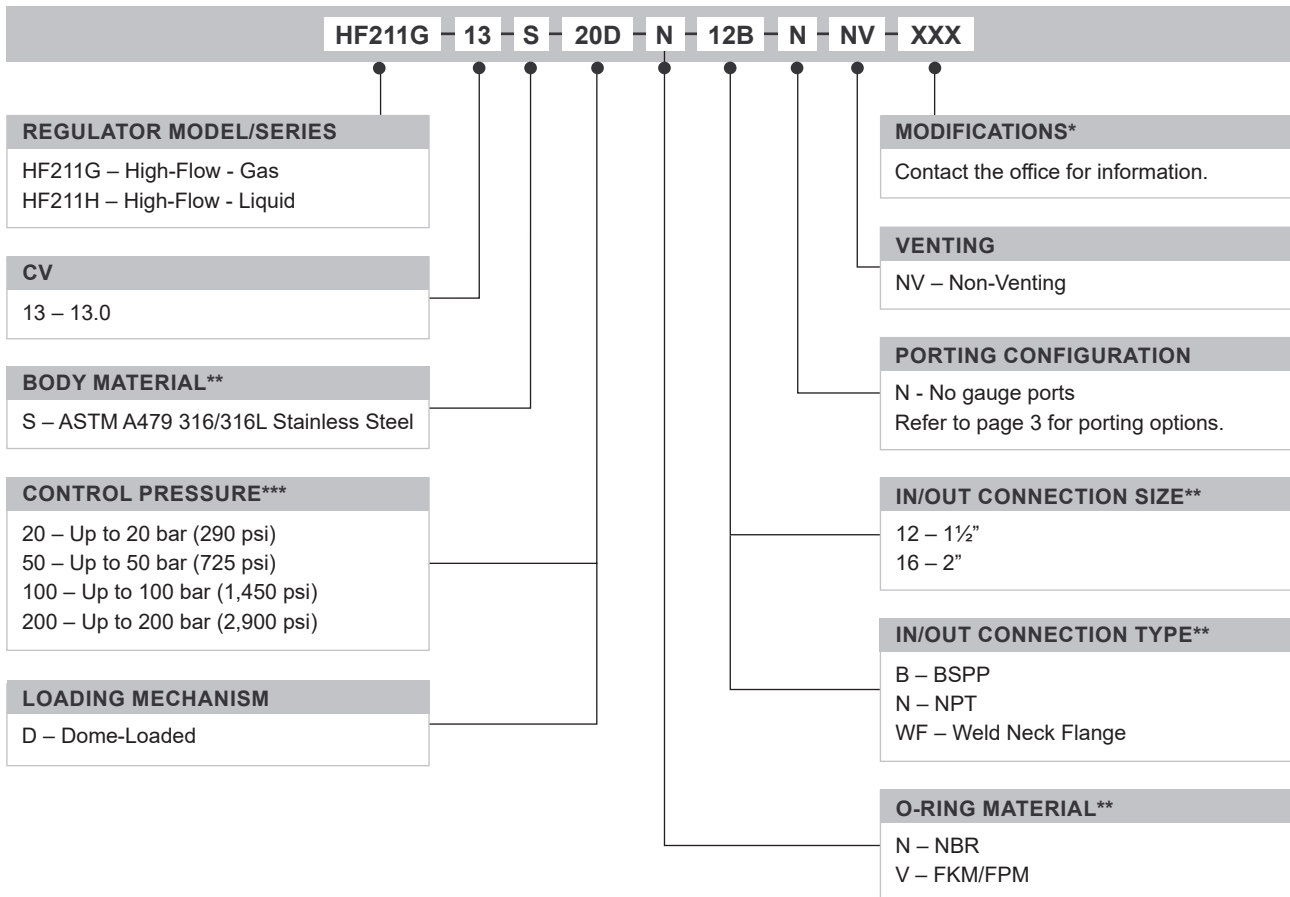 HF211G 13 S 20D N 12B N NV XXX
REGULATOR MODEL/SERIES
HF211G – High-Flow - Gas
HF211H – High-Flow - Liquid
CV
13 – 13.0
BODY MATERIAL**
S – ASTM A479 316/316L Stainless Steel
CONTROL PRESSURE***
20 – Up to 20 bar (290 psi)
50 – Up to 50 bar (725 psi)
100 – Up to 100 bar (1,450 psi)
200 – Up to 200 bar (2,900 psi)
LOADING MECHANISM
D – Dome-Loaded
MODIFICATIONS*
Contact the office for information.
VENTING
NV – Non-Venting
PORTING CONFIGURATION
N - No gauge ports
Refer to page 3 for porting options.
IN/OUT CONNECTION SIZE**
12 – 1½”
16 – 2”
IN/OUT CONNECTION TYPE**
B – BSPP
N – NPT
WF – Weld Neck Flange
O-RING MATERIAL**
N – NBR
V – FKM/FPM